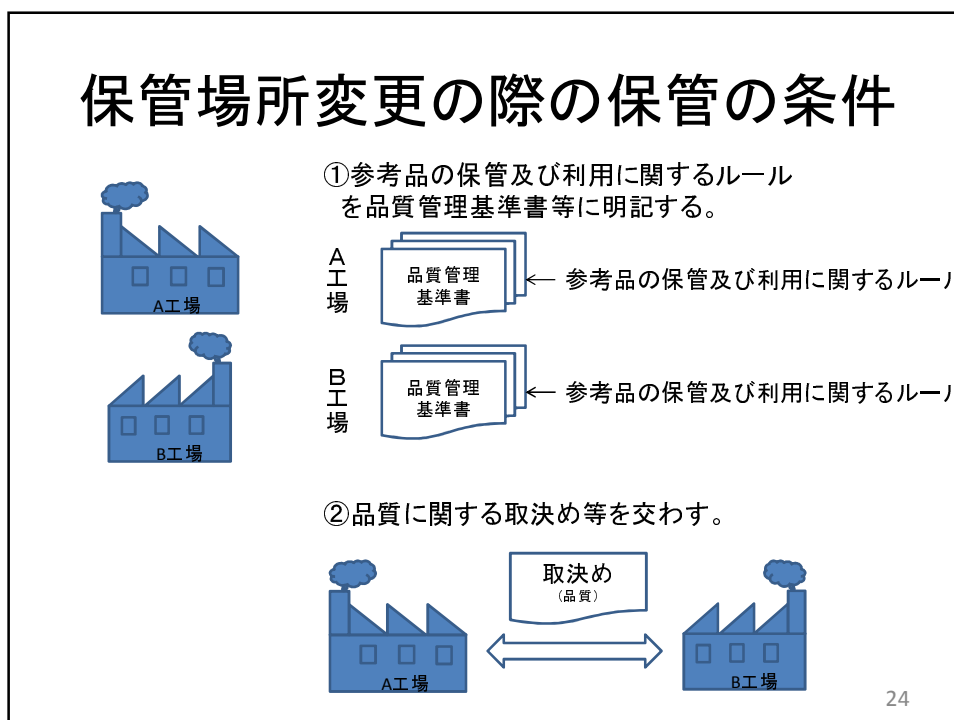 保管場所変更の際の保管の条件
①参考品の保管及び利用に関するルール
を品質管理基準書等に明記する。
A工場
A工場
品質管理
基準書
← 参考品の保管及び利用に関するルール
B工場
B工場
品質管理
基準書
← 参考品の保管及び利用に関するルール
②品質に関する取決め等を交わす。
取決め
(品質)
A工場
B工場
24